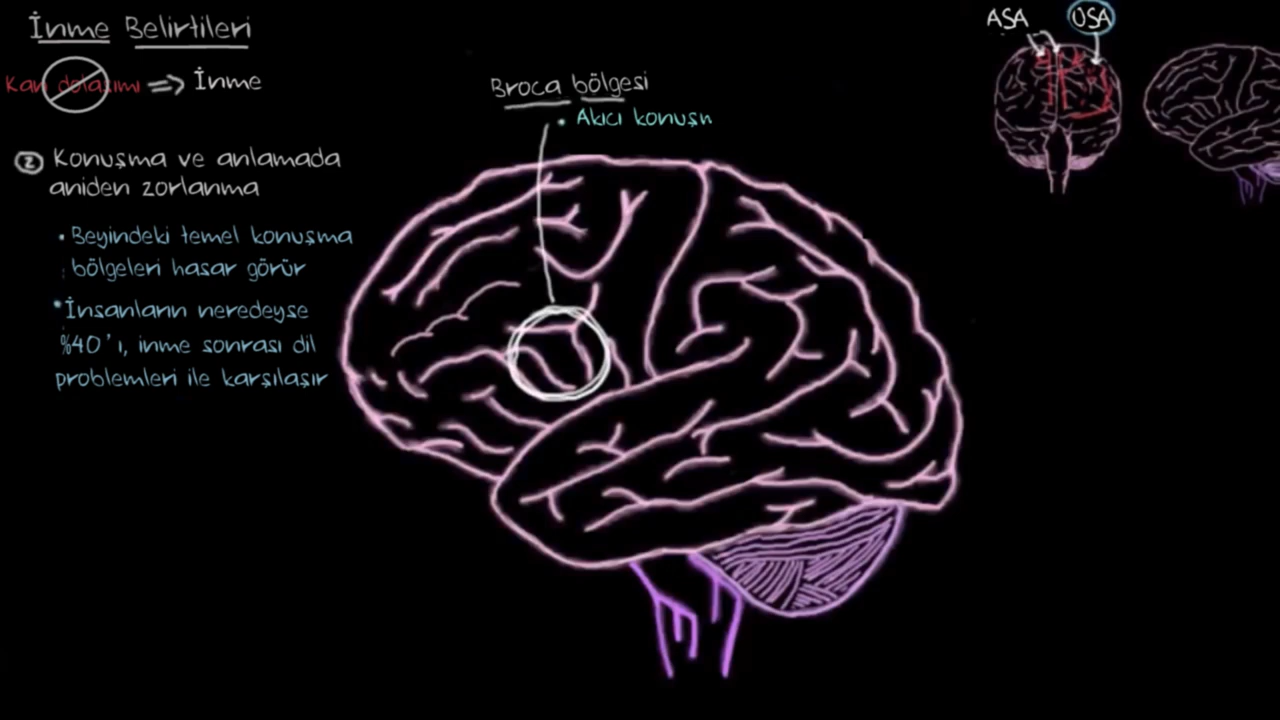 İnme Belirtileri
Kan dolaşımı => İnme
2 Konuşma ve anlamada
aniden zorlanma
• Beyindeki temel konuşma
bölgeleri hasar görür
• İnsanların neredeyse
%40'ı, inme sonrası dil
problemleri ile karşılaşır
Broca bölgesi
• Akıcı konuşn
ASA
ÜSA